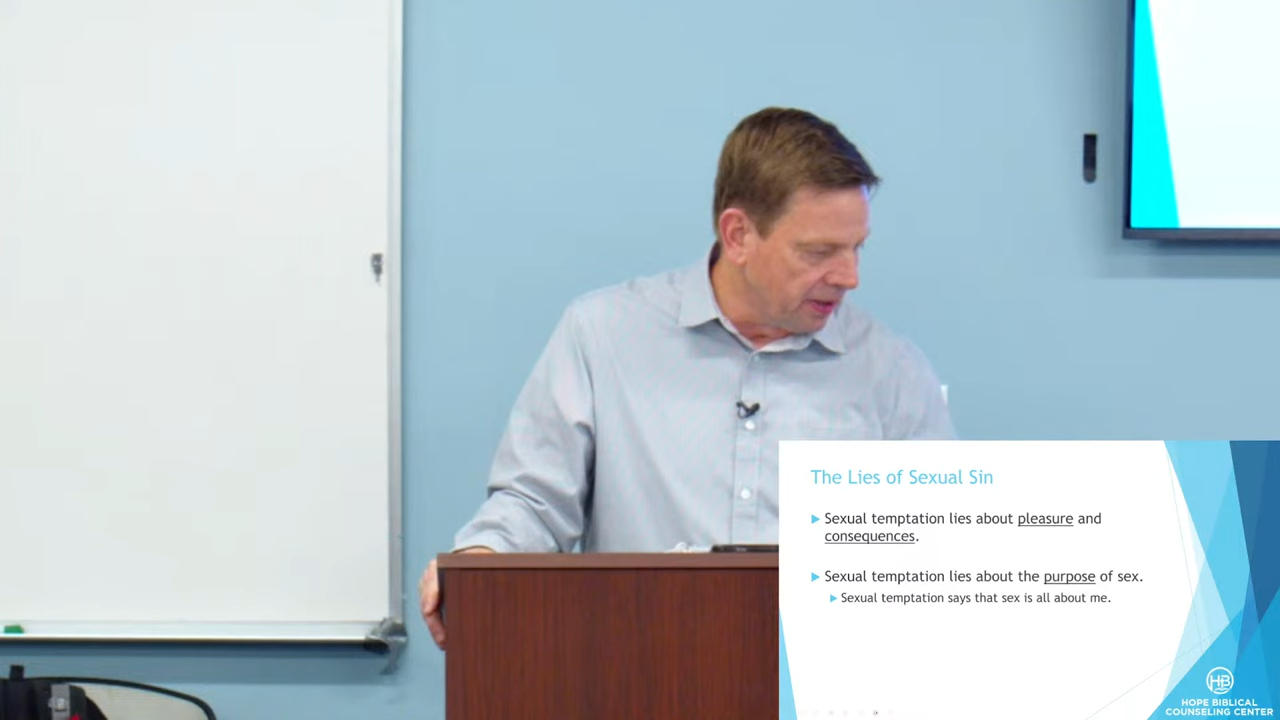 The Lies of Sexual Sin
Sexual temptation lies about pleasure and
consequences.
Sexual temptation lies about the purpose of sex.
Sexual temptation says that sex is all about me.
HB
HOPE BIBLICAL
COUNSELING CENTER